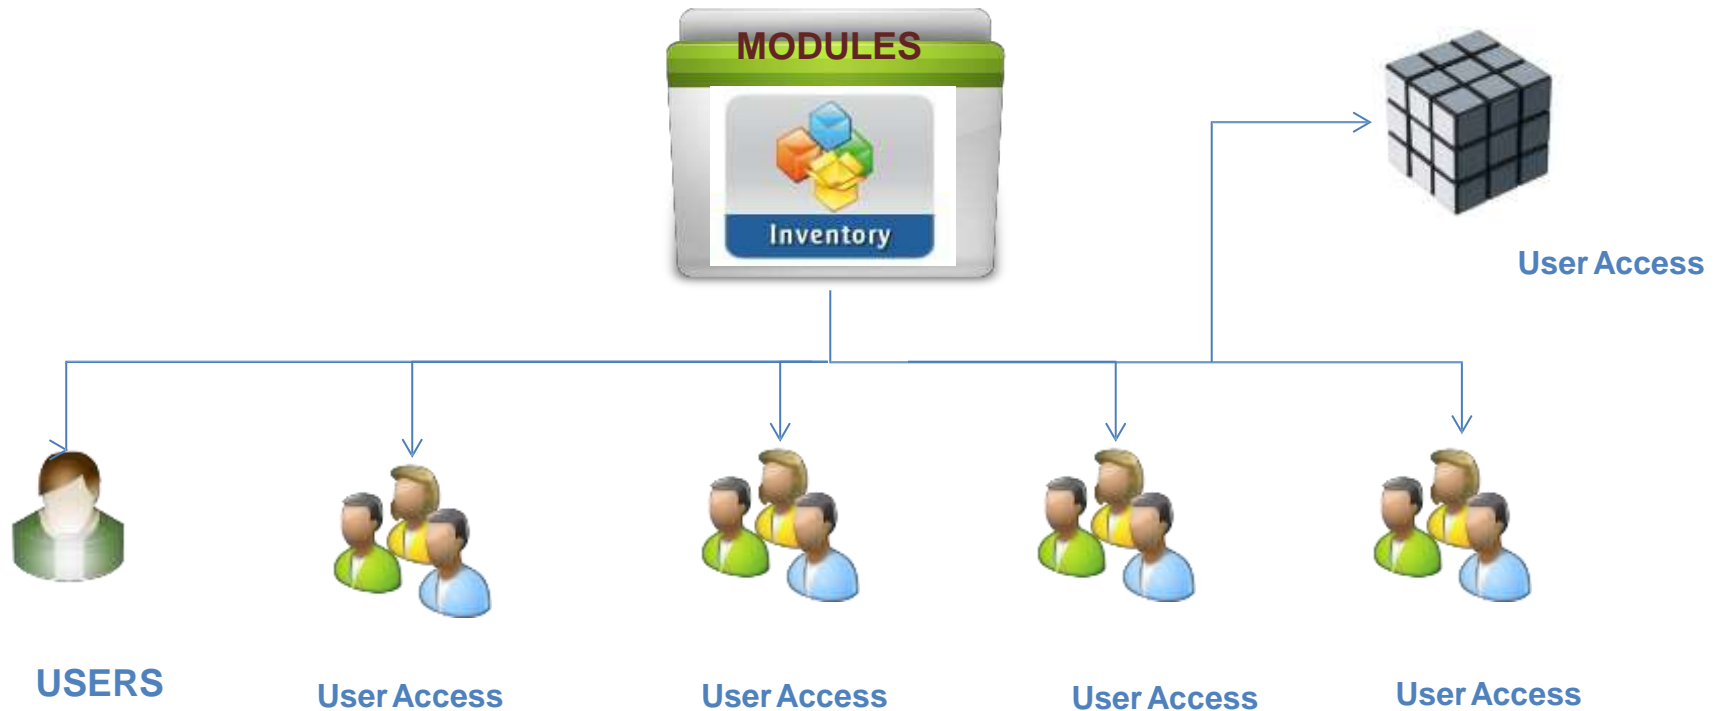 MODULES
Inventory
User Access
USERS
User Access
User Access
User Access
User Access